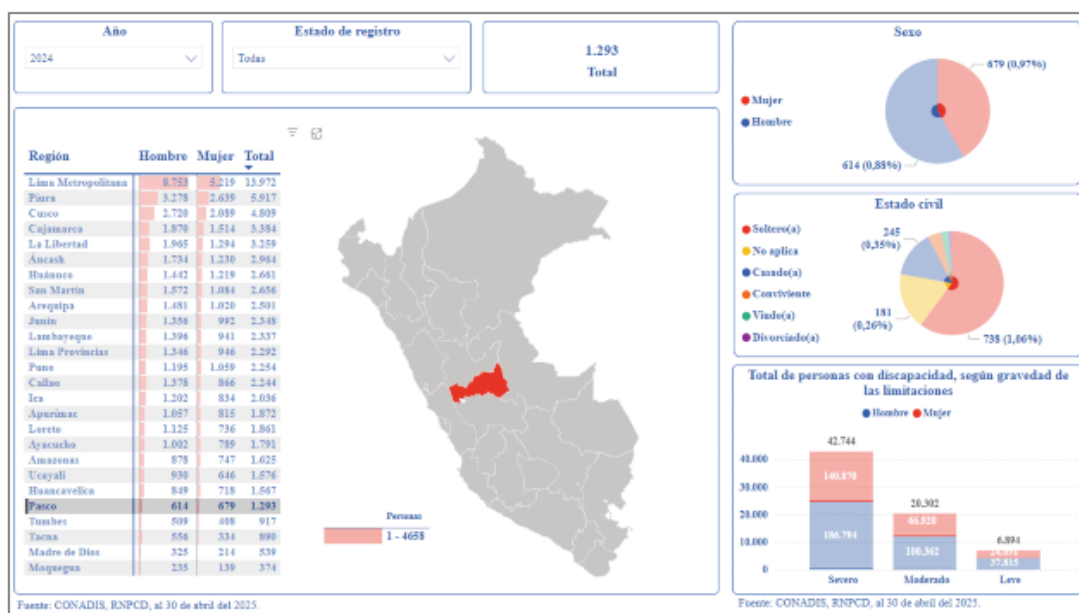 Año
2024
Estado de registro
Todas
1.293
Total
Región Hombre Mujer Total
Lima Metropolitana 8.753 5.219 13.972
Piura 3.278 2.639 5.917
Cusco 2.720 2.089 4.809
Cajamarca 1.870 1.514 3.384
La Libertad 1.965 1.294 3.259
Áncash 1.734 1.230 2.964
Huánuco 1.442 1.219 2.661
San Martín 1.572 1.084 2.656
Arequipa 1.481 1.020 2.501
Junín 1.356 992 2.348
Lambayeque 1.396 941 2.337
Lima Provincias 1.346 946 2.292
Puno 1.195 1.059 2.254
Callao 1.378 866 2.244
Ica 1.202 834 2.036
Apurímac 1.057 815 1.872
Loreto 1.125 736 1.861
Ayacucho 1.002 789 1.791
Amazonas 878 747 1.625
Ucayali 930 646 1.576
Huancavelica 849 718 1.567
Pasco 614 679 1.293
Tumbes 509 408 917
Tacna 556 334 890
Madre de Dios 325 214 539
Moquegua 235 139 374
Personas
1 - 4658
Fuente: CONADIS, RNPCD, al 30 de abril del 2025.
Sexo
Mujer
Hombre
679 (0,97%)
614 (0,88%)
Estado civil
Soltero(a)
No aplica
Casado(a)
Conviviente
Viudo(a)
Divorciado(a)
245
(0,35%)
181
(0,26%)
738 (1,06%)
Total de personas con discapacidad, según gravedad de
las limitaciones
Hombre Mujer
40.000
30.000
20.000
10.000
0
42.744
140.870
186.794
20.302
66.920
100.362
6.894
37.815
Severo Moderado Leve
Fuente: CONADIS, RNPCD, al 30 de abril del 2025.